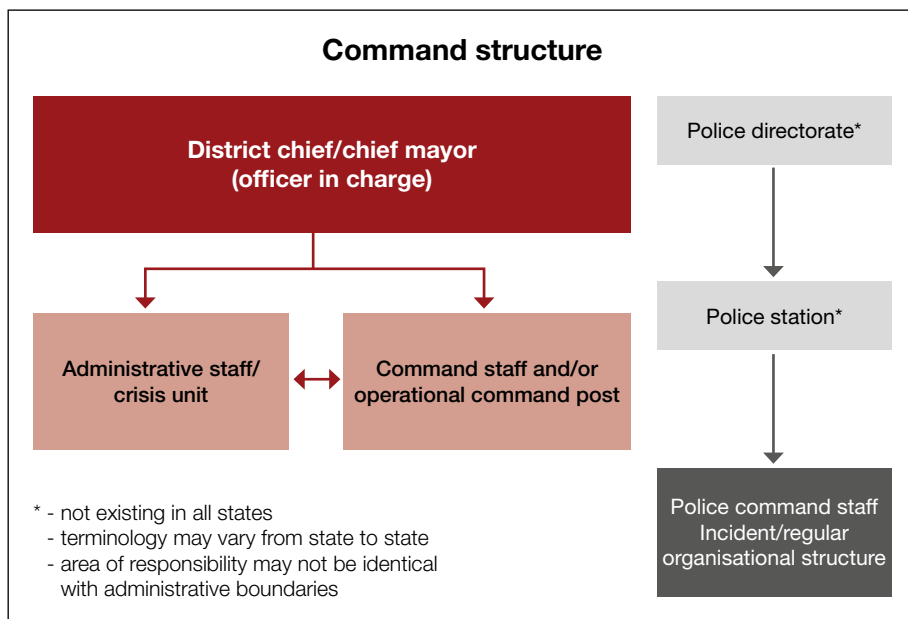 Command structure
District chief/chief mayor
(officer in charge)
Administrative staff/
crisis unit
Command staff and/or
operational command post
Police directorate*
Police station*
Police command staff
Incident/regular
organisational structure
* - not existing in all states
- terminology may vary from state to state
- area of responsibility may not be identical
with administrative boundaries